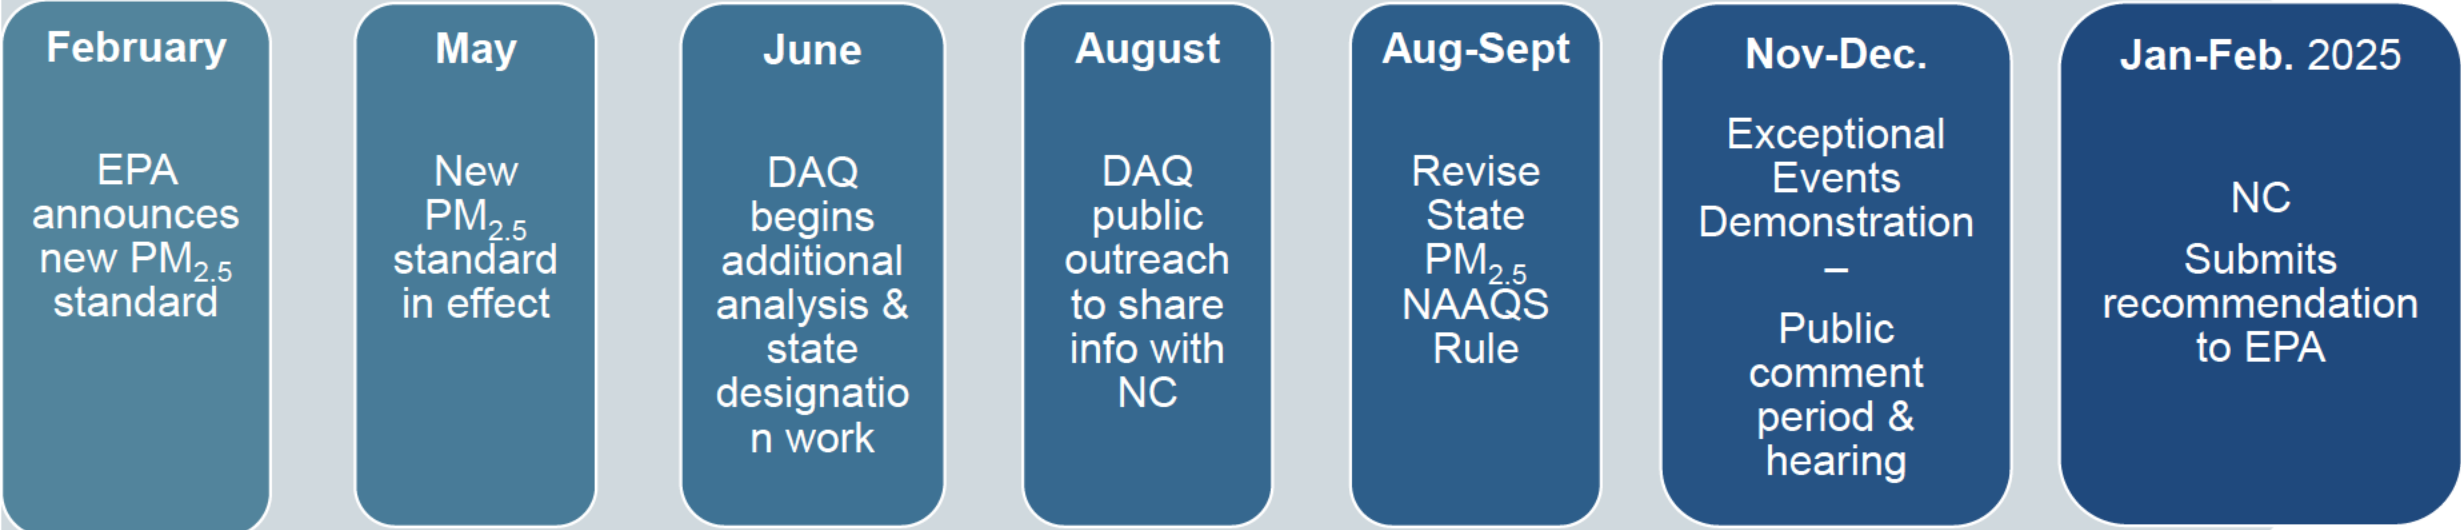 February
EPA
announces
new PM2.5
standard
May
New
PM2.5
standard
in effect
June
DAQ
begins
additional
analysis &
state
designatio
n work
August
DAQ
public
outreach
to share
info with
NC
Aug-Sept
Revise
State
PM2.5
NAAQS
Rule
Nov-Dec.
Exceptional
Events
Demonstration
–
Public
comment
period &
hearing
Jan-Feb. 2025
NC
Submits
recommendation
to EPA